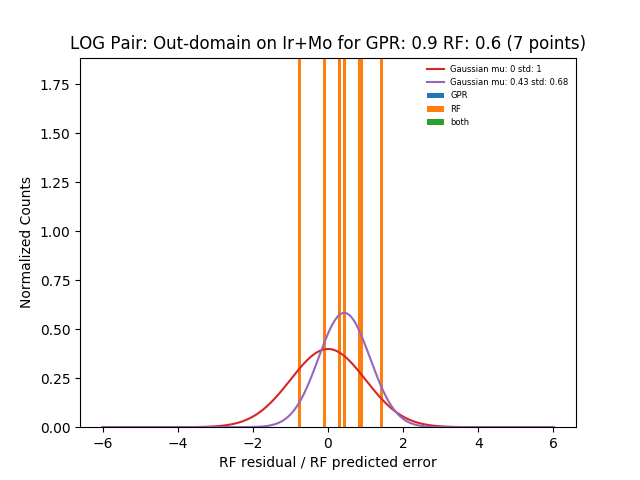 LOG Pair: Out-domain on Ir+Mo for GPR: 0.9 RF: 0.6 (7 points)
Gaussian mu: 0 std: 1
Gaussian mu: 0.43 std: 0.68
GPR
RF
both
Normalized Counts
1.75
1.50
1.25
1.00
0.75
0.50
0.25
0.00
−6 −4 −2 0 2 4 6
RF residual / RF predicted error